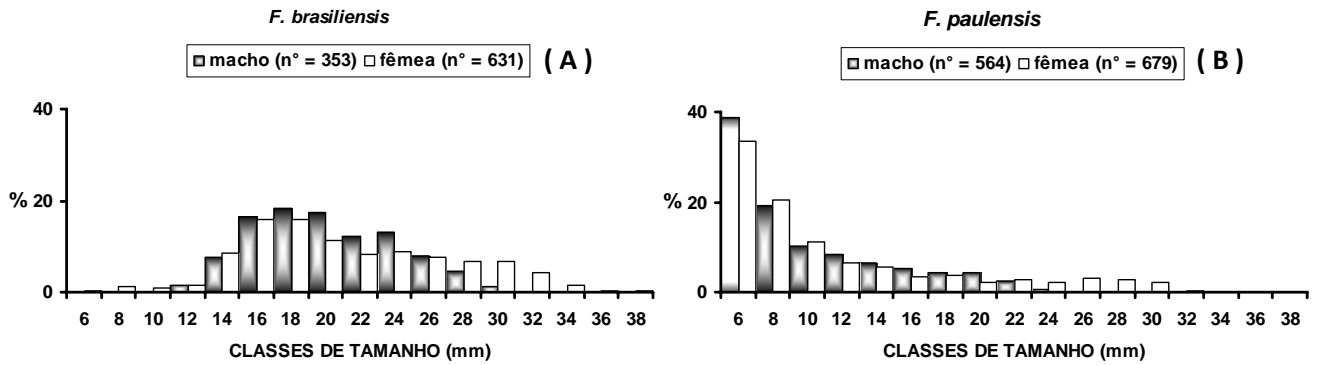 F. brasiliensis
macho (n° = 353) fêmea (n° = 631) ( A )
40
% 20
0
6 8 10 12 14 16 18 20 22 24 26 28 30 32 34 36 38
CLASSES DE TAMANHO (mm)
F. paulensis
macho (n° = 564) fêmea (n° = 679) ( B )
40
% 20
0
6 8 10 12 14 16 18 20 22 24 26 28 30 32 34 36 38
CLASSES DE TAMANHO (mm)